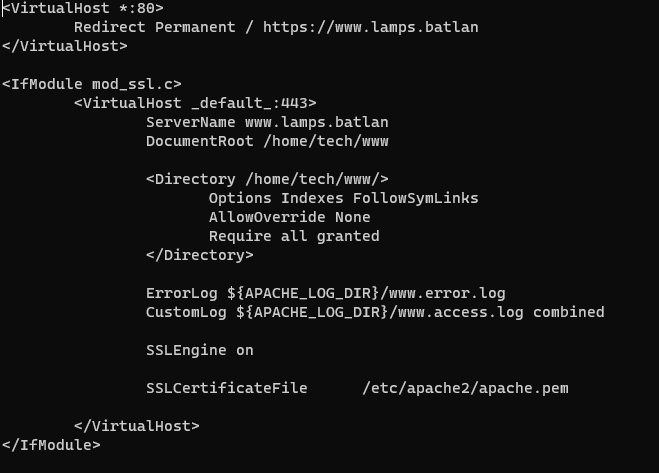 <VirtualHost *:80>
        Redirect Permanent / https://www.lamps.batlan
</VirtualHost>

<IfModule mod_ssl.c>
        <VirtualHost _default_:443>
                ServerName www.lamps.batlan
                DocumentRoot /home/tech/www

                <Directory /home/tech/www/>
                       Options Indexes FollowSymLinks
                       AllowOverride None
                       Require all granted
                </Directory>

                ErrorLog ${APACHE_LOG_DIR}/www.error.log
                CustomLog ${APACHE_LOG_DIR}/www.access.log combined

                SSLEngine on

                SSLCertificateFile      /etc/apache2/apache.pem

        </VirtualHost>
</IfModule>